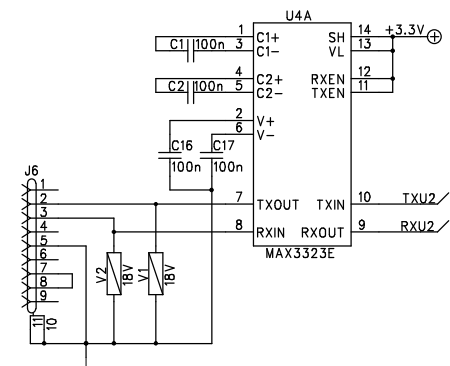 U4A
1 C1+ SH 14 +3.3V
C1 100n 3 C1- VL 13
4 C2+ RXEN 12
C2 100n 5 C2- TXEN 11
2 V+
6 V-
C16 C17
100n 100n
J6
1
2 7 TXOUT TXIN 10 TXU2
3 8 RXIN RXOUT 9 RXU2
4
MAX3323E
5
6
7 V2 18V V1 18V
8
9
11 10